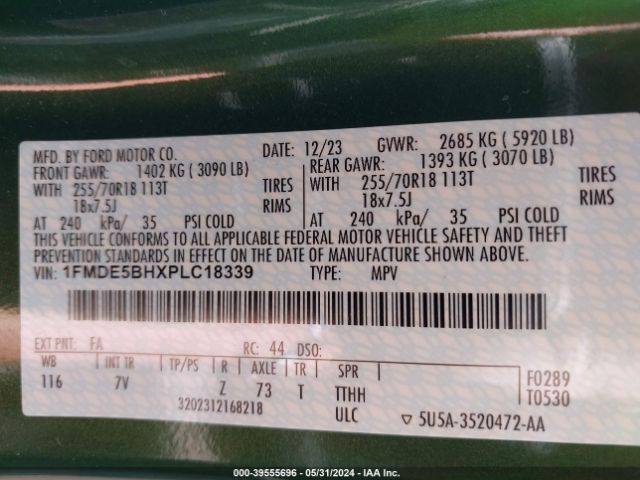 MFD. BY FORD MOTOR CO.
DATE: 12/23 GVWR: 2685 KG ( 5920 LB)
FRONT GAWR: 1402 KG ( 3090 LB) REAR GAWR: 1393 KG ( 3070 LB)
WITH 255/70R18 113T TIRES WITH 255/70R18 113T TIRES
18x7.5J RIMS 18x7.5J RIMS
AT 240 kPa/ 35 PSI COLD AT 240 kPa/ 35 PSI COLD
THIS VEHICLE CONFORMS TO ALL APPLICABLE FEDERAL MOTOR VEHICLE SAFETY AND THEFT
PREVENTION STANDARDS IN EFFECT ON THE DATE OF MANUFACTURE SHOWN ABOVE.
VIN: 1FMDE5BHXPLC18339 TYPE: MPV
EXT PNT: FA RC: 44 DSO:
WB INT TR TP/PS R AXLE TR SPR
116 7V Z 73 T TTHH
F0289
T0530
3202312168218 ULC ▽ 5U5A-3520472-AA
000-39555696 - 05/31/2024 - IAA Inc.